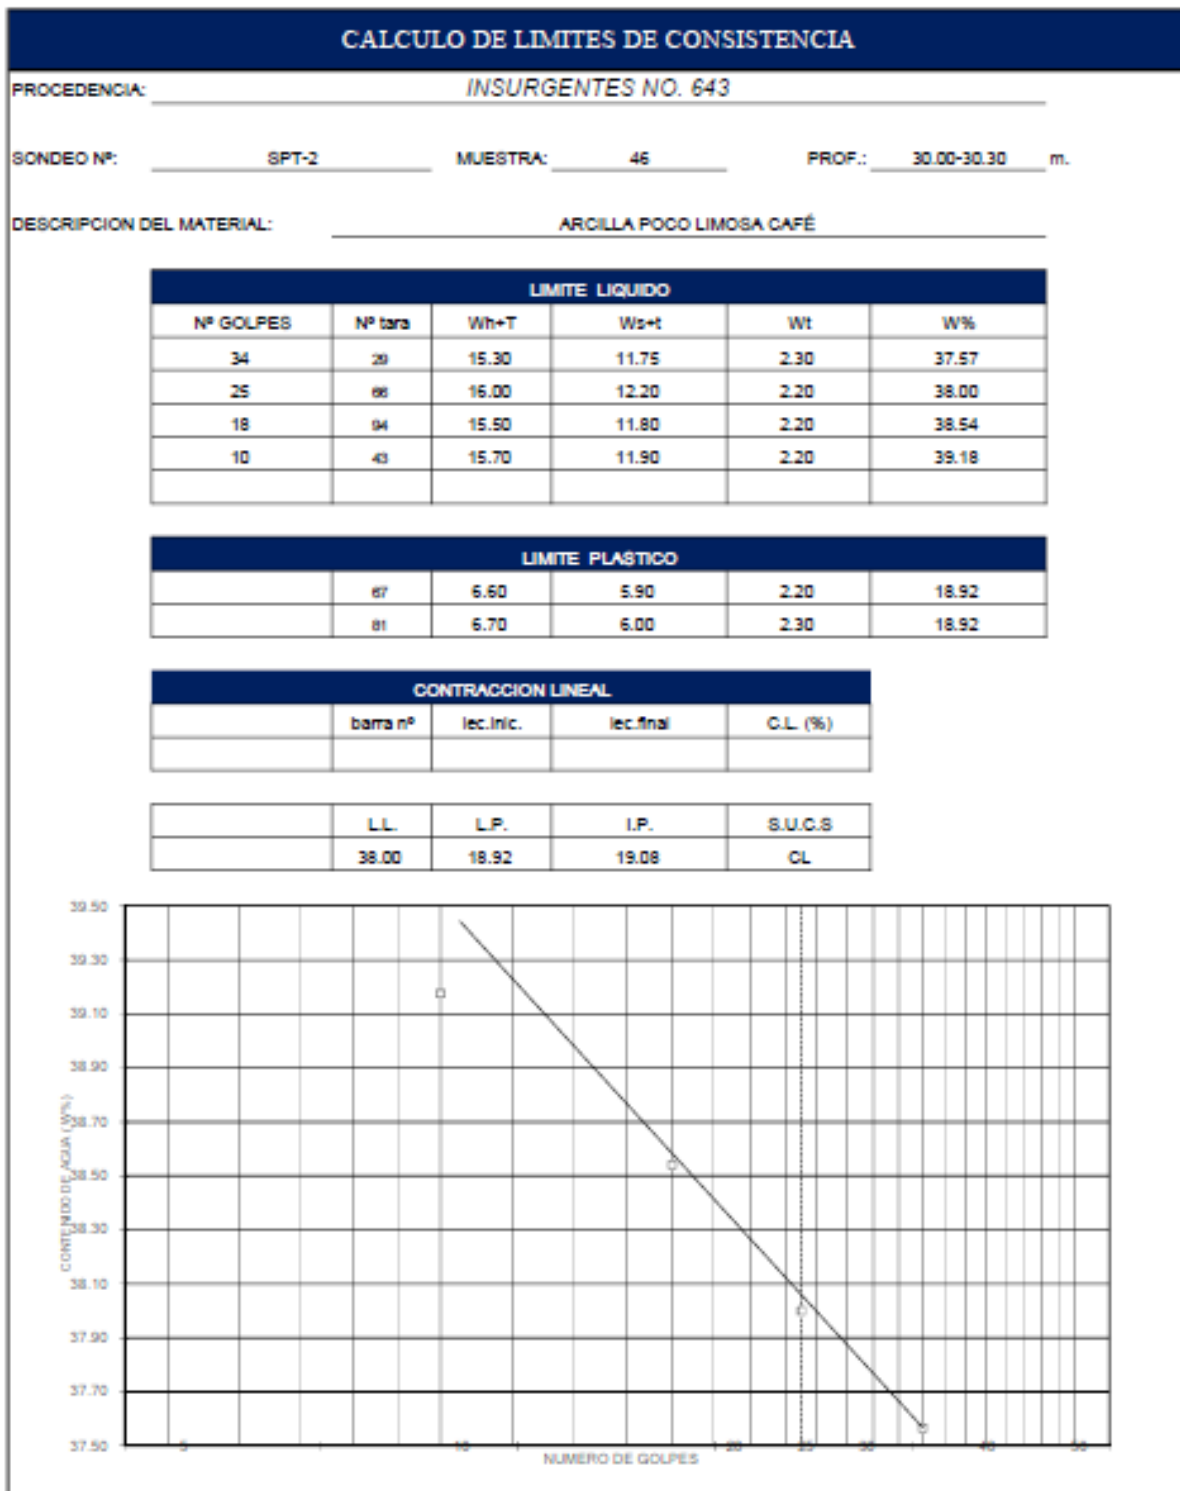 CALCULO DE LIMITES DE CONSISTENCIA
PROCEDENCIA: INSURGENTES NO. 643
SONDEO Nº: SPT-2 MUESTRA: 46 PROF.: 30.00-30.30 m.
DESCRIPCION DEL MATERIAL: ARCILLA POCO LIMOSA CAFÉ
LIMITE LIQUIDO
Nº GOLPES Nº tara Wh+T Ws+t Wt W%
34 29 15.30 11.75 2.30 37.57
25 66 16.00 12.20 2.20 38.00
18 94 15.50 11.80 2.20 38.54
10 43 15.70 11.90 2.20 39.18
LIMITE PLASTICO
67 6.60 5.90 2.20 18.92
81 6.70 6.00 2.30 18.92
CONTRACCION LINEAL
barra nº lec.inic. lec.final C.L. (%)
L.L. L.P. I.P. S.U.C.S
38.00 18.92 19.08 CL
39.50
39.30
39.10
38.90
38.70
38.50
38.30
38.10
37.90
37.70
37.50
CONTENIDO DE AGUA ( W%)
5 10 20 25 30 40 50
NUMERO DE GOLPES